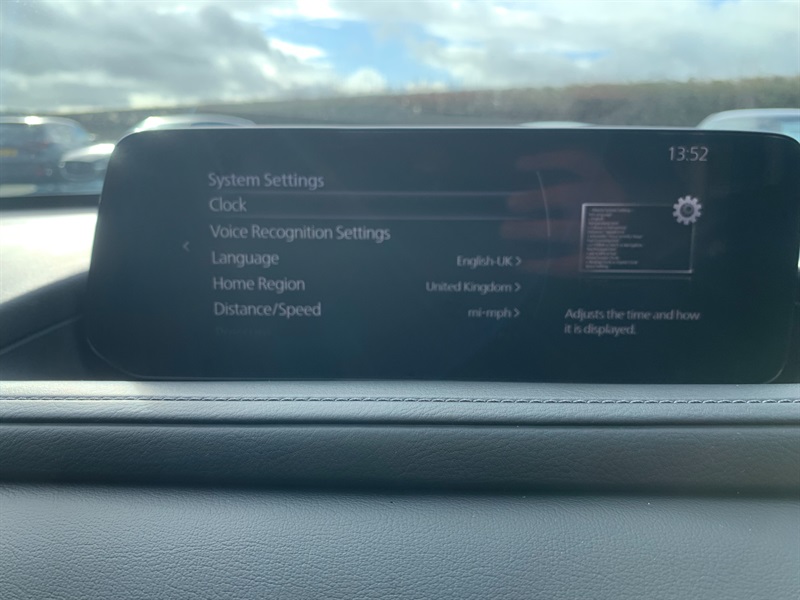 13:52
System Settings
Clock
Voice Recognition Settings
Language English-UK >
Home Region United Kingdom >
Distance/Speed mi-mph >
Adjusts the time and how
it is displayed.